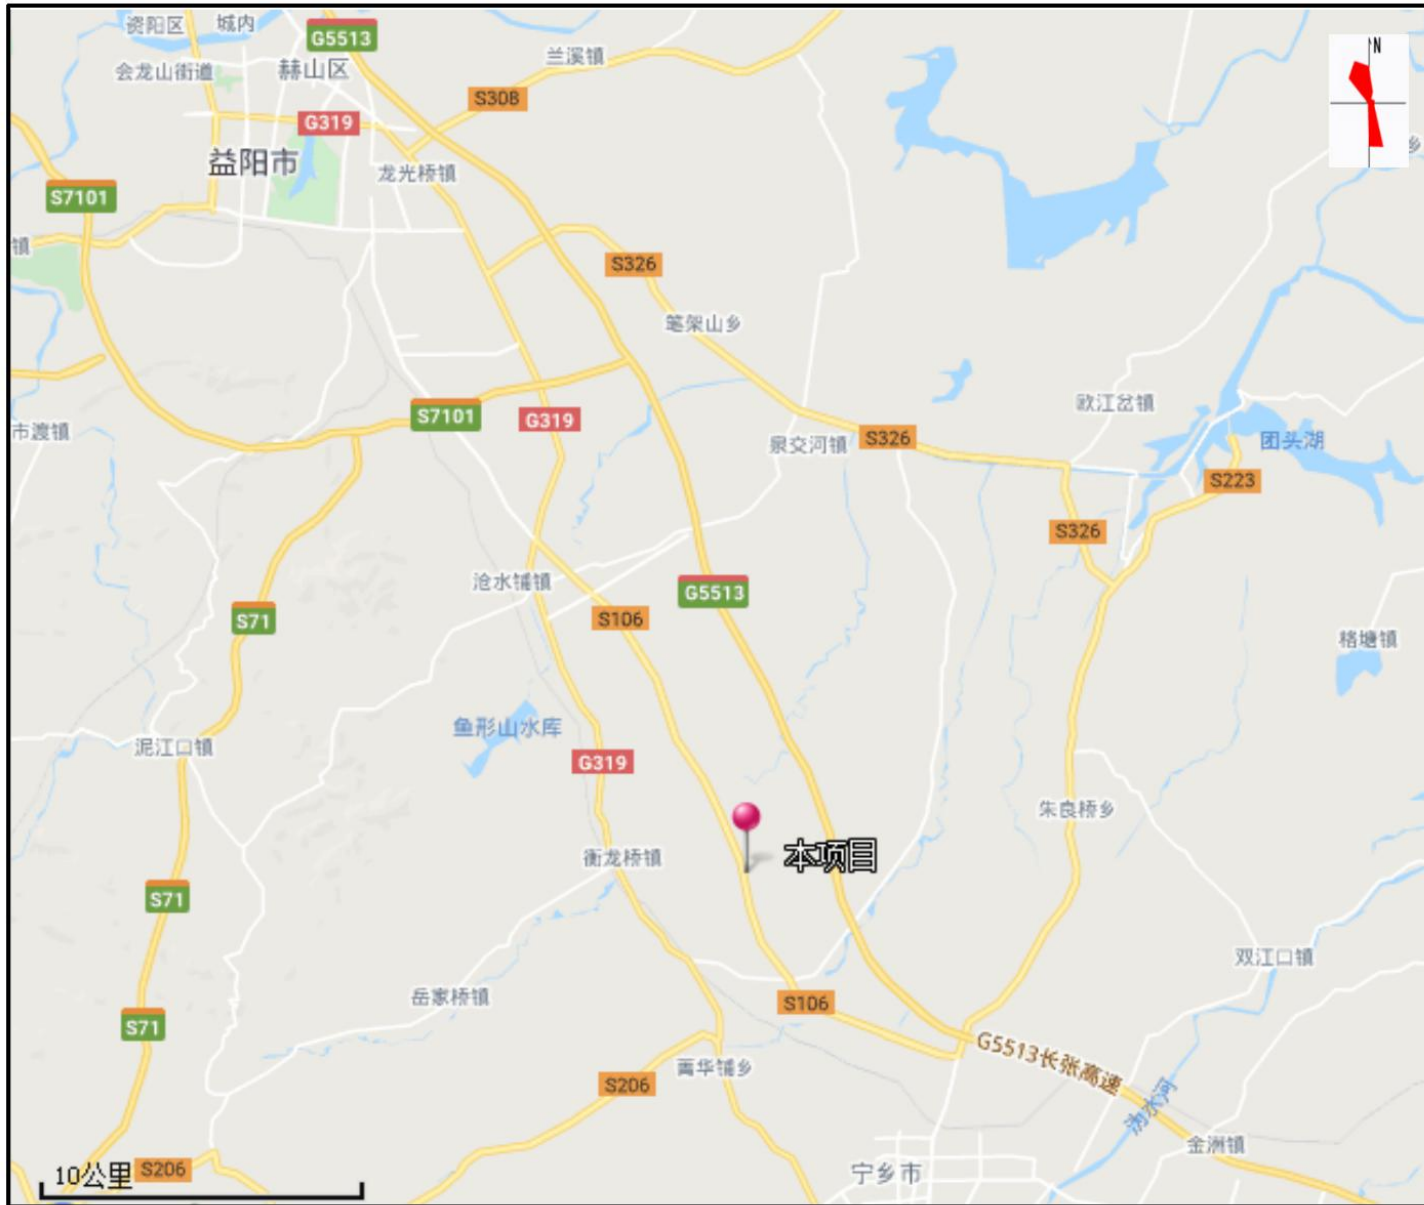 资阳区
城内
G5513
兰溪镇
N
会龙山街道
赫山区
S308
G319
乡
益阳市
龙光桥镇
S7101
镇
S326
笔架山乡
欧江岔镇
S7101
G319
市渡镇
泉交河镇
S326
团头湖
S223
S326
沧水铺镇
G5513
S71
S106
格塘镇
鱼形山水库
泥江口镇
G319
朱良桥乡
衡龙桥镇
本项目
S71
双江口镇
岳家桥镇
S106
S71
G5513长张高速
菁华铺乡
S206
沩水河
金洲镇
10公里
S206
宁乡市